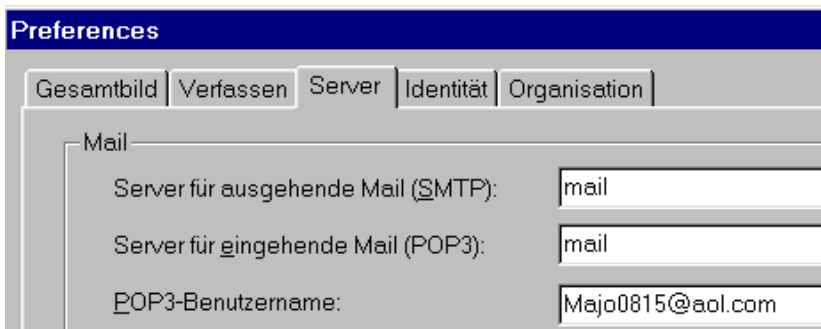 Preferences
Gesamtbild Verfassen Server Identität Organisation
Mail
Server für ausgehende Mail (SMTP): mail
Server für eingehende Mail (POP3): mail
POP3-Benutzername: Majo0815@aol.com